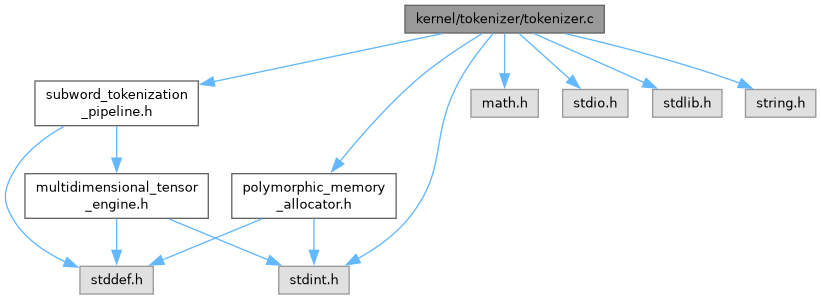 kernel/tokenizer/tokenizer.c
subword_tokenization
_pipeline.h
math.h
stdio.h
stdlib.h
string.h
multidimensional_tensor
_engine.h
polymorphic_memory
_allocator.h
stddef.h
stdint.h